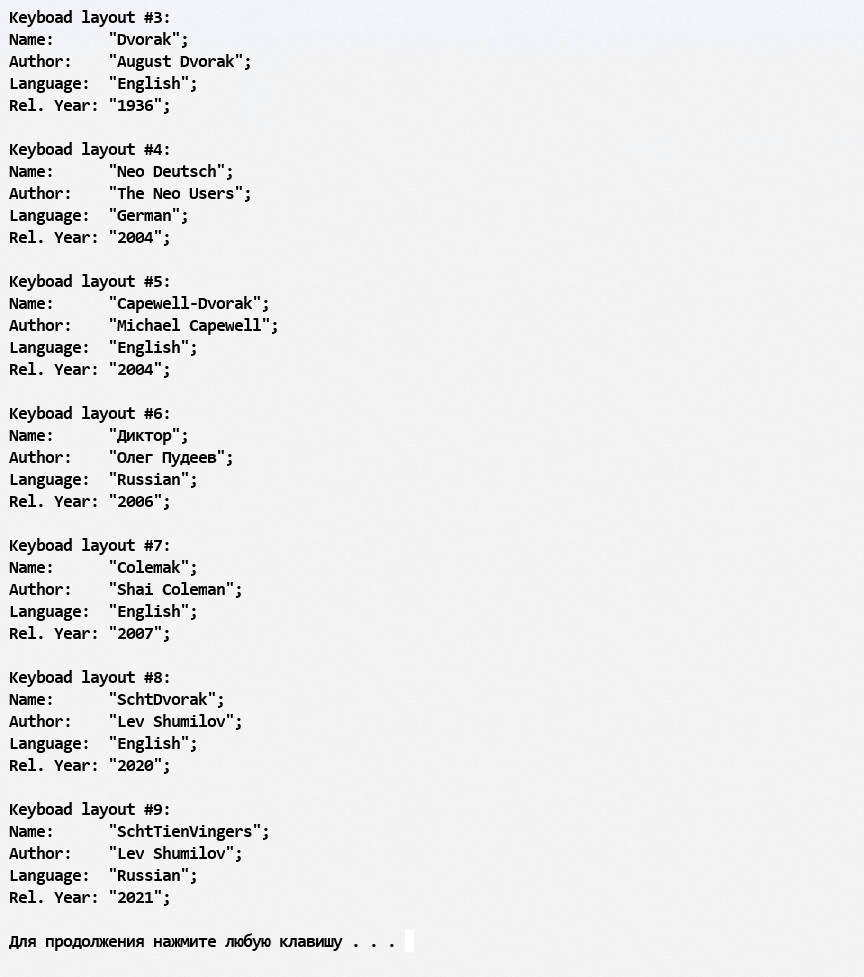 Keyboad layout #3:
Name:      "Dvorak";
Author:    "August Dvorak";
Language:  "English";
Rel. Year: "1936";

Keyboad layout #4:
Name:      "Neo Deutsch";
Author:    "The Neo Users";
Language:  "German";
Rel. Year: "2004";

Keyboad layout #5:
Name:      "Capewell-Dvorak";
Author:    "Michael Capewell";
Language:  "English";
Rel. Year: "2004";

Keyboad layout #6:
Name:      "Диктор";
Author:    "Олег Пудеев";
Language:  "Russian";
Rel. Year: "2006";

Keyboad layout #7:
Name:      "Colemak";
Author:    "Shai Coleman";
Language:  "English";
Rel. Year: "2007";

Keyboad layout #8:
Name:      "SchtDvorak";
Author:    "Lev Shumilov";
Language:  "English";
Rel. Year: "2020";

Keyboad layout #9:
Name:      "SchtTienVingers";
Author:    "Lev Shumilov";
Language:  "Russian";
Rel. Year: "2021";

Для продолжения нажмите любую клавишу . . .